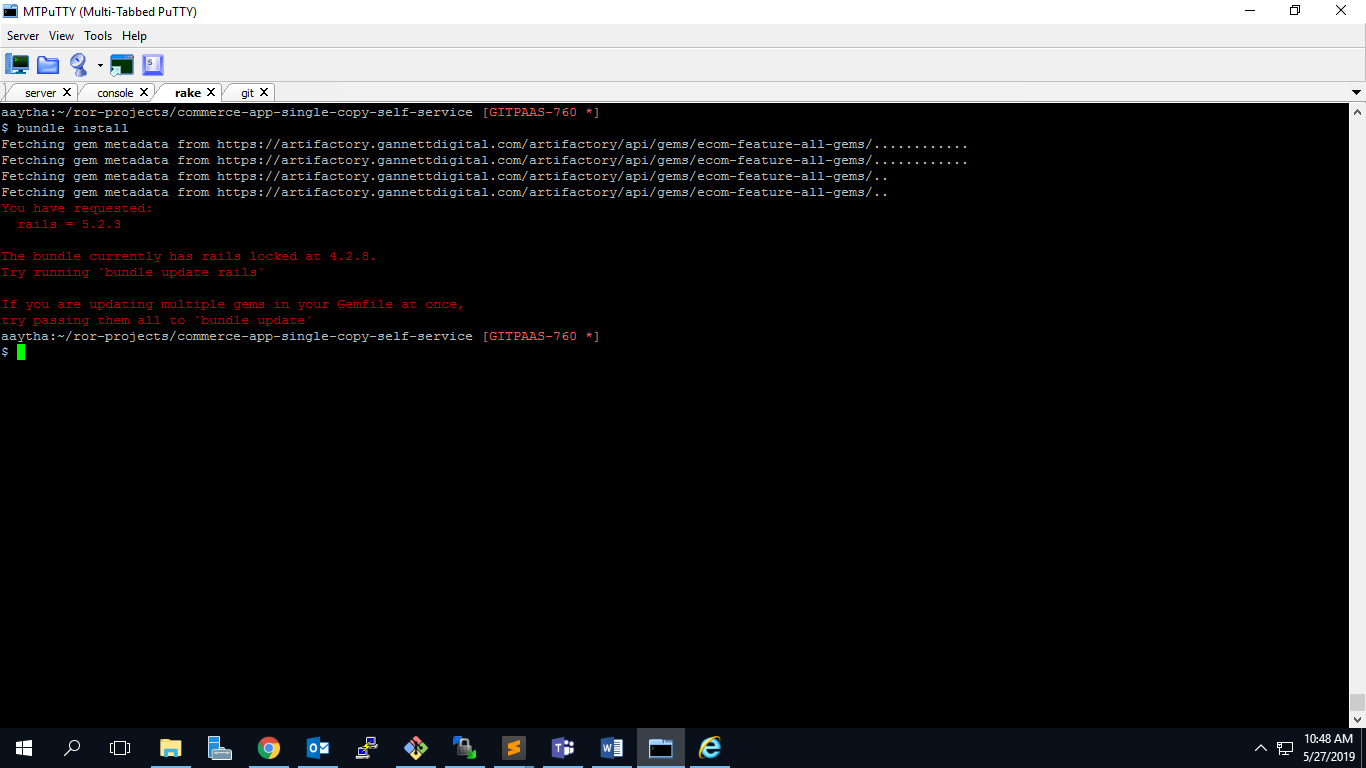 MTPuTTY (Multi-Tabbed PuTTY)
Server View Tools Help
server console rake git
aaytha:~/ror-projects/commerce-app-single-copy-self-service [GITPAAS-760 *]
$ bundle install
Fetching gem metadata from https://artifactory.gannettdigital.com/artifactory/api/gems/ecom-feature-all-gems/............
Fetching gem metadata from https://artifactory.gannettdigital.com/artifactory/api/gems/ecom-feature-all-gems/............
Fetching gem metadata from https://artifactory.gannettdigital.com/artifactory/api/gems/ecom-feature-all-gems/..
Fetching gem metadata from https://artifactory.gannettdigital.com/artifactory/api/gems/ecom-feature-all-gems/..
You have requested:
  rails = 5.2.3
The bundle currently has rails locked at 4.2.8.
Try running `bundle update rails`
If you are updating multiple gems in your Gemfile at once,
try passing them all to `bundle update`
aaytha:~/ror-projects/commerce-app-single-copy-self-service [GITPAAS-760 *]
$
10:48 AM
5/27/2019